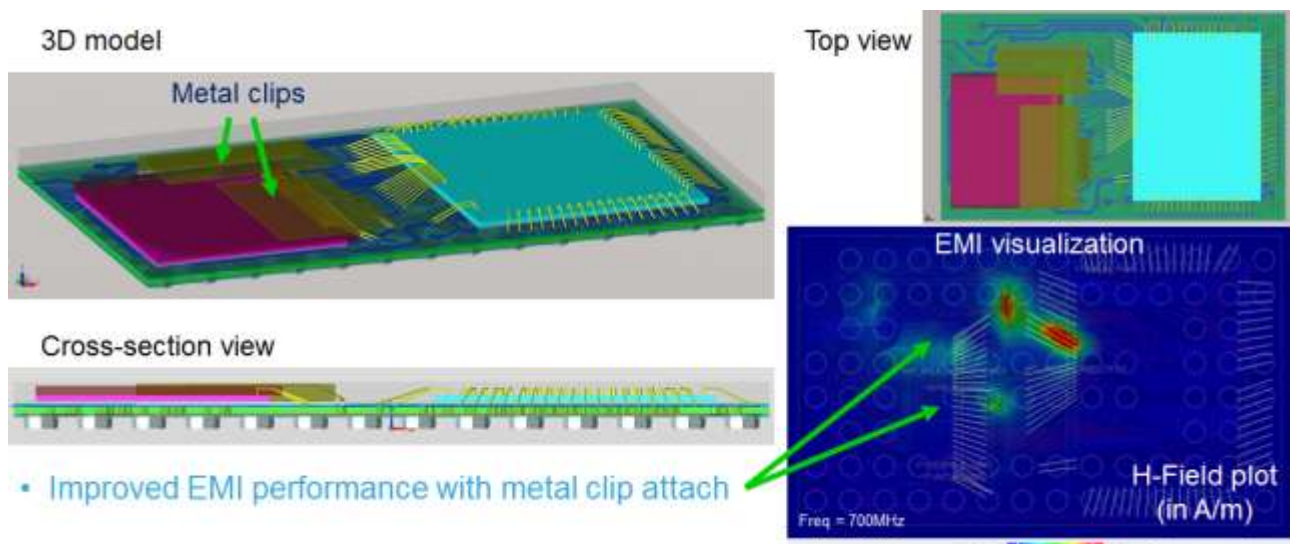 3D model
Top view
Metal clips
EMI visualization
Cross-section view
• Improved EMI performance with metal clip attach
H-Field plot
(in A/m)
Freq = 700MHz